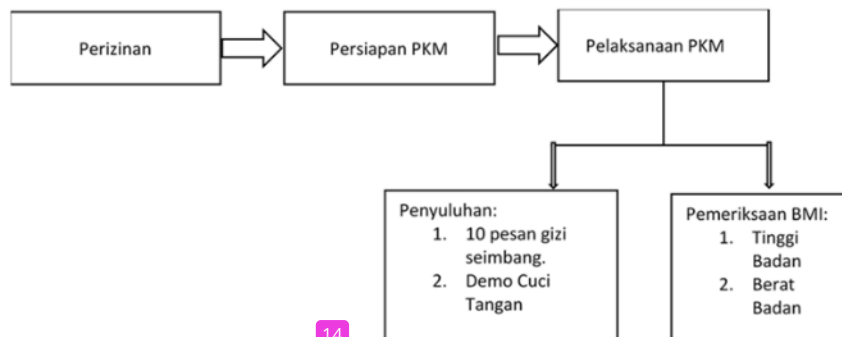 Perizinan
Persiapan PKM
Pelaksanaan PKM
Penyuluhan:
1. 10 pesan gizi
seimbang.
2. Demo Cuci
Tangan
Pemeriksaan BMI:
1. Tinggi
Badan
2. Berat
Badan
14